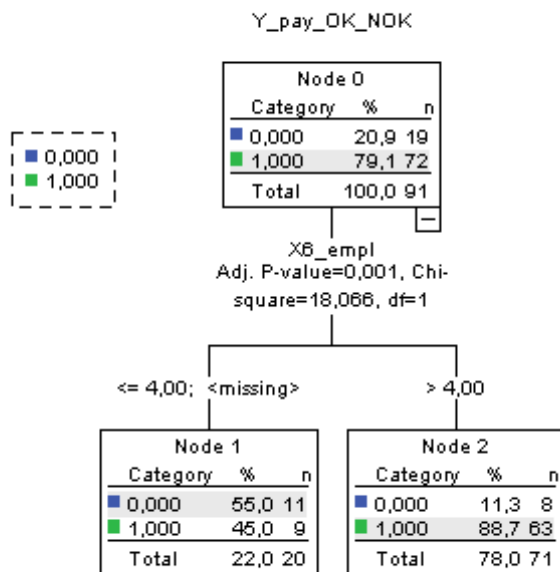 Y_pay_OK_NOK
Node 0
Category % n
0,000 20,9 19
1,000 79,1 72
Total 100,0 91
0,000
1,000
X6_empl
Adj. P-value=0,001, Chi-
square=18,066, df=1
<= 4,00; <missing>
> 4,00
Node 1
Category % n
0,000 55,0 11
1,000 45,0 9
Total 22,0 20
Node 2
Category % n
0,000 11,3 8
1,000 88,7 63
Total 78,0 71